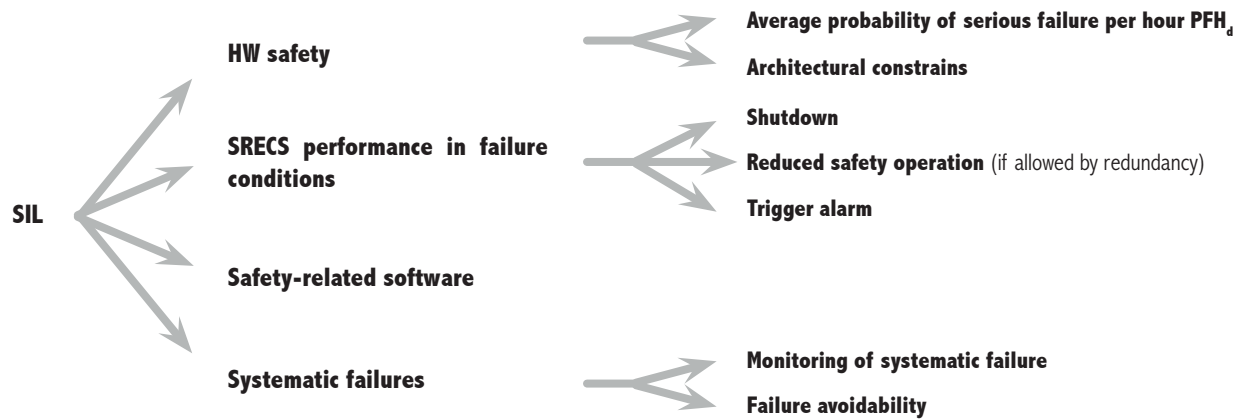 Average probability of serious failure per hour PFHd
HW safety
Architectural constrains
Shutdown
SRECS performance in failure
conditions
Reduced safety operation (if allowed by redundancy)
Trigger alarm
SIL
Safety-related software
Monitoring of systematic failure
Systematic failures
Failure avoidability